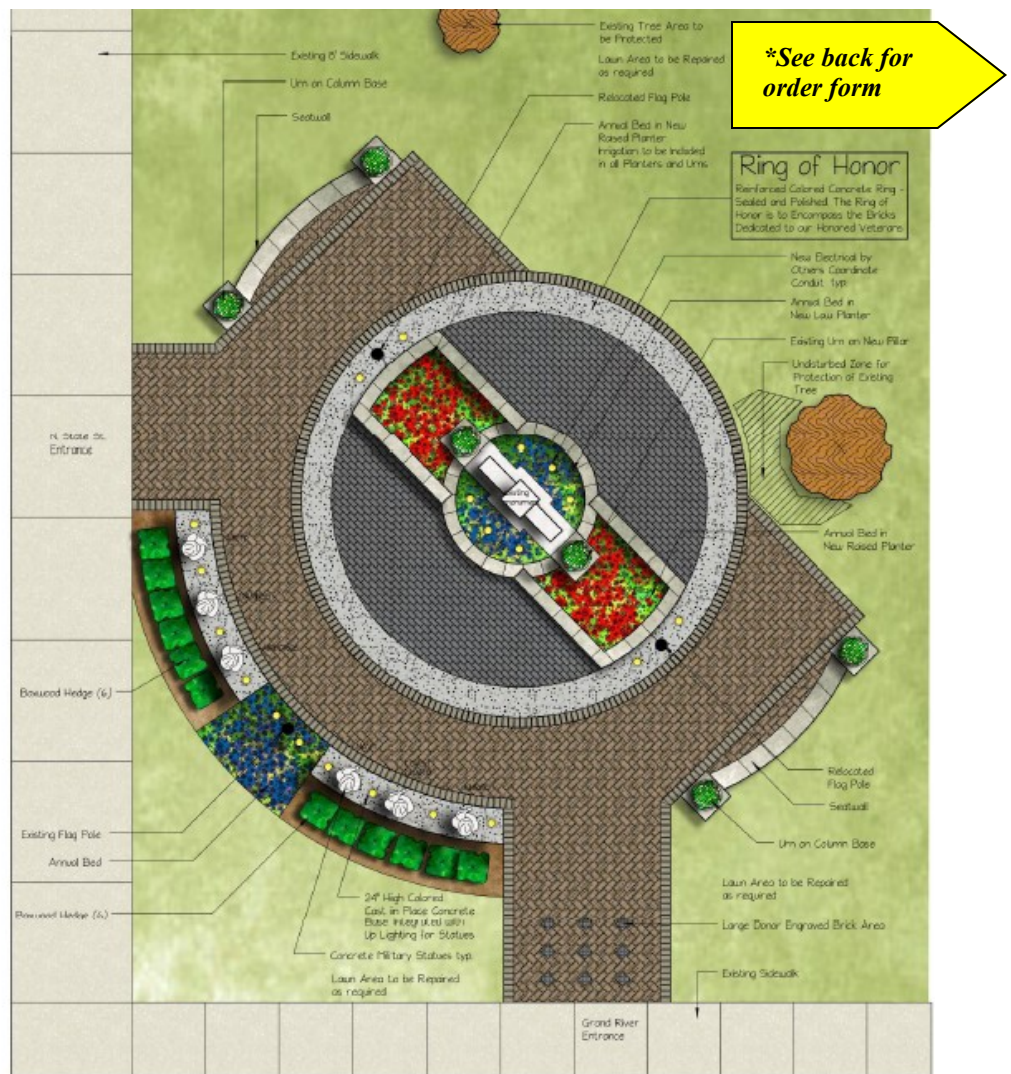 Existing Tree Area to
be Protected
Lawn Area to be Repaired
as required
*See back for
order form
Existing 8' Sidewalk
Urn on Column Base
Seatwall
Relocated Flag Pole
Annual Bed in New
Raised Planter
Irrigation to be Included
in all Planters and Urns
Ring of Honor
Reinforced Colored Concrete Ring -
Sealed and Polished. The Ring of
Honor is to Encompass the Bricks
Dedicated to our Honored Veterans
New Electrical by
Others Coordinate
Conduit Typ.
Annual Bed in
New Low Planter
Existing Urn on New Pillar
Undisturbed Zone for
Protection of Existing
Tree
N. State St.
Entrance
Existing
Annual Bed in
New Raised Planter
Boxwood Hedge (6)
Relocated
Flag Pole
Seatwall
Existing Flag Pole
Urn on Column Base
Annual Bed
Lawn Area to be Repaired
as required
24" High Colored
Cast in Place Concrete
Base Integrated with
Up Lighting for Statues
Boxwood Hedge (6)
Large Donor Engraved Brick Area
Concrete Military Statues typ.
Lawn Area to be Repaired
as required
Existing Sidewalk
Grand River
Entrance